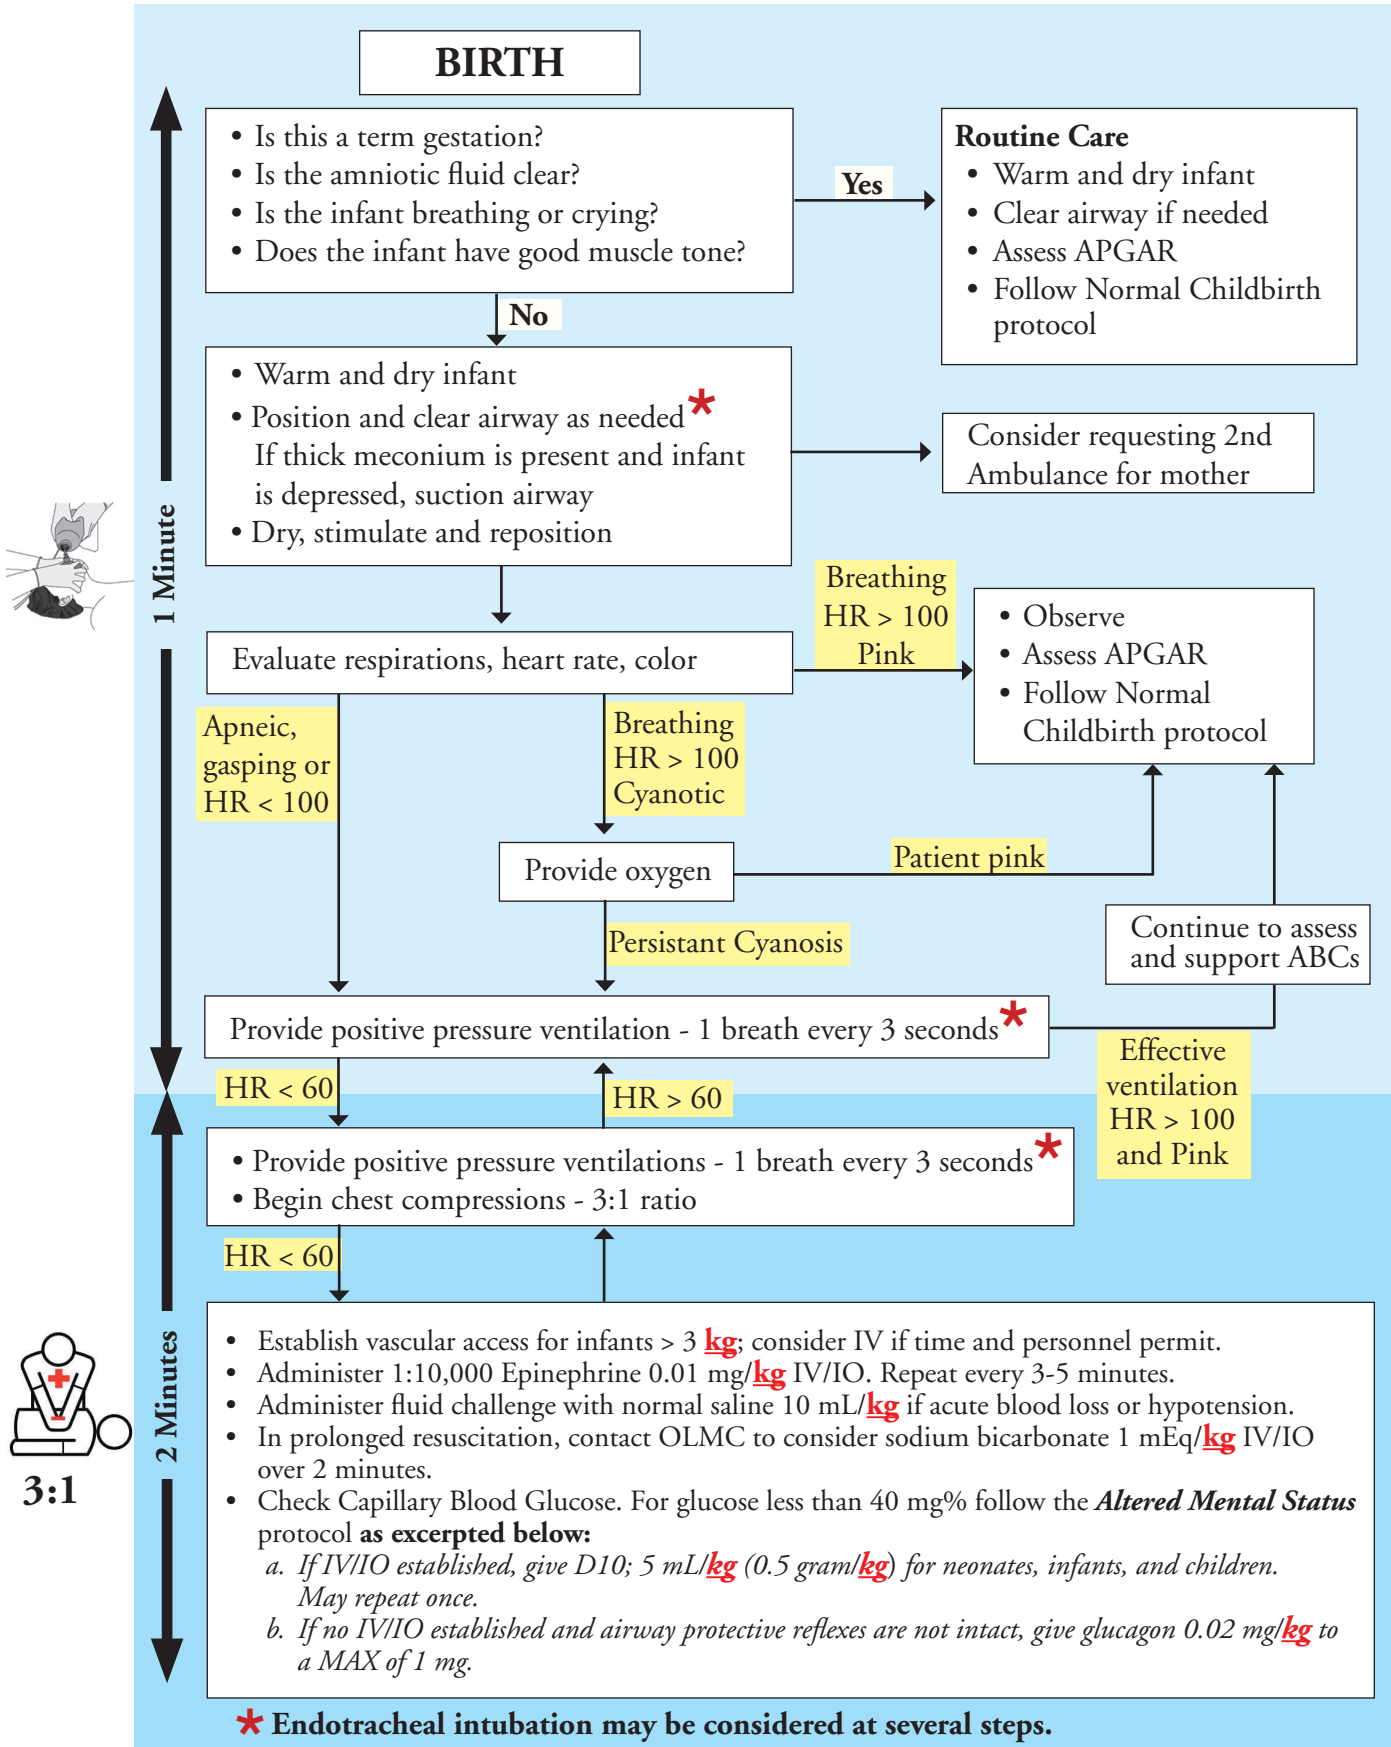 BIRTH
• Is this a term gestation?
• Is the amniotic fluid clear?
• Is the infant breathing or crying?
• Does the infant have good muscle tone?
Yes
Routine Care
• Warm and dry infant
• Clear airway if needed
• Assess APGAR
• Follow Normal Childbirth
protocol
No
• Warm and dry infant
• Position and clear airway as needed*
If thick meconium is present and infant
is depressed, suction airway
• Dry, stimulate and reposition
Consider requesting 2nd
Ambulance for mother
1 Minute
Evaluate respirations, heart rate, color
Breathing
HR > 100
Pink
• Observe
• Assess APGAR
• Follow Normal
Childbirth protocol
Apneic,
gasping or
HR < 100
Breathing
HR > 100
Cyanotic
Provide oxygen
Patient pink
Persistant Cyanosis
Continue to assess
and support ABCs
Provide positive pressure ventilation - 1 breath every 3 seconds*
Effective
ventilation
HR > 100
and Pink
HR < 60
HR > 60
• Provide positive pressure ventilations - 1 breath every 3 seconds*
• Begin chest compressions - 3:1 ratio
HR < 60
2 Minutes
3:1
• Establish vascular access for infants > 3 kg; consider IV if time and personnel permit.
• Administer 1:10,000 Epinephrine 0.01 mg/kg IV/IO. Repeat every 3-5 minutes.
• Administer fluid challenge with normal saline 10 mL/kg if acute blood loss or hypotension.
• In prolonged resuscitation, contact OLMC to consider sodium bicarbonate 1 mEq/kg IV/IO
over 2 minutes.
• Check Capillary Blood Glucose. For glucose less than 40 mg% follow the Altered Mental Status
protocol as excerpted below:
a. If IV/IO established, give D10; 5 mL/kg (0.5 gram/kg) for neonates, infants, and children.
May repeat once.
b. If no IV/IO established and airway protective reflexes are not intact, give glucagon 0.02 mg/kg to
a MAX of 1 mg.
* Endotracheal intubation may be considered at several steps.